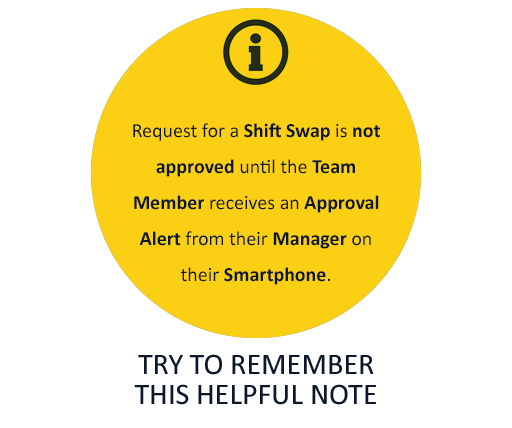 Request for a Shift Swap is not
approved until the Team
Member receives an Approval
Alert from their Manager on
their Smartphone.
TRY TO REMEMBER
THIS HELPFUL NOTE